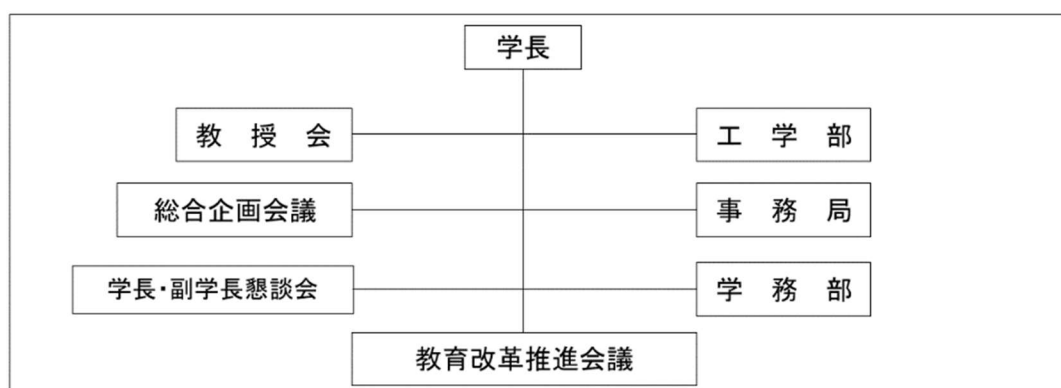 学長
教 授 会
工 学 部
総合企画会議
事 務 局
学長・副学長懇談会
学 務 部
教育改革推進会議